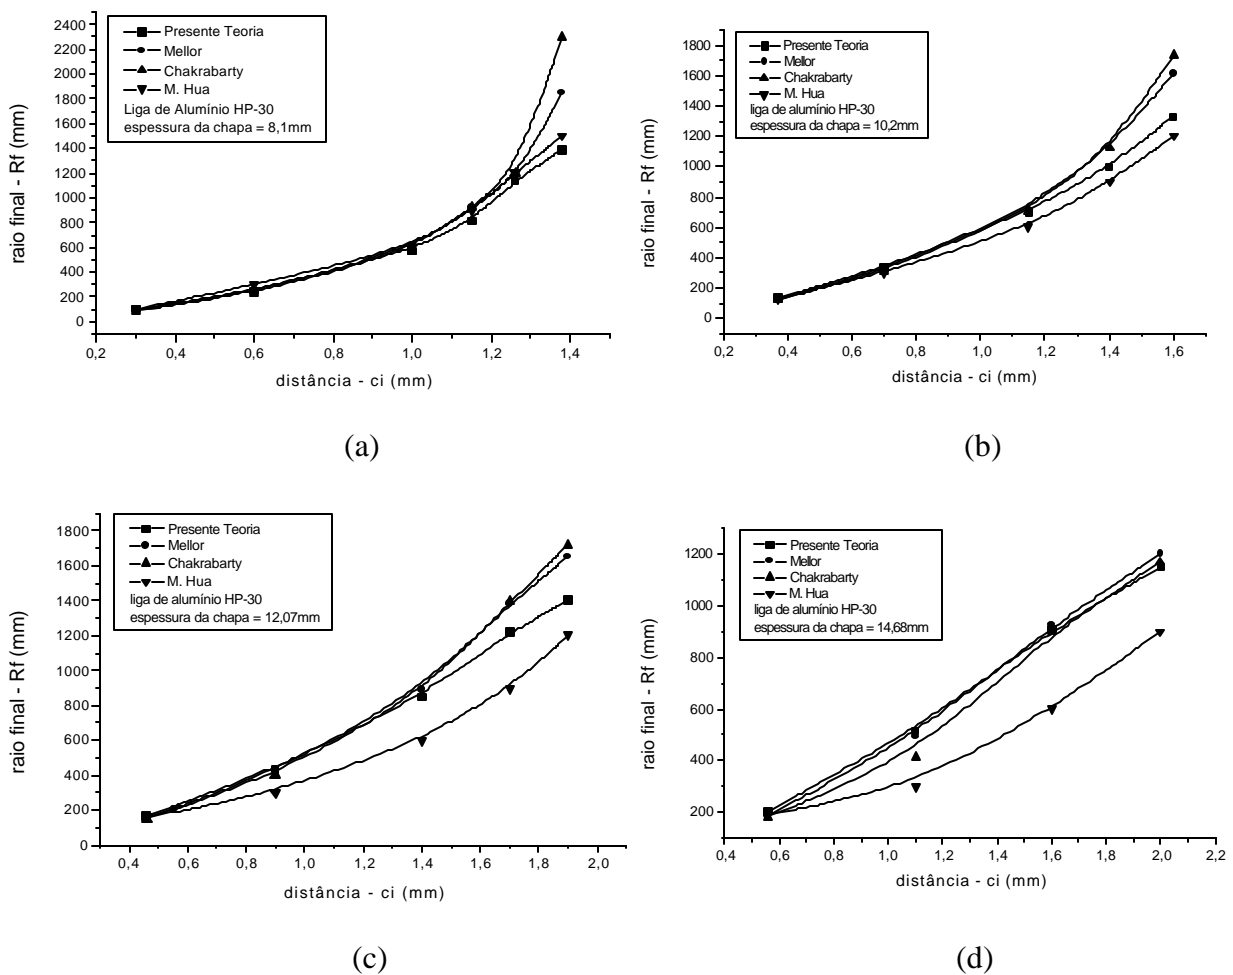 Presente Teoria
Mellor
Chakrabarty
M. Hua
Liga de Alumínio HP-30
espessura da chapa = 8,1mm
raio final - Rf (mm)
2400
2200
2000
1800
1600
1400
1200
1000
800
600
400
200
0
0,2
0,4
0,6
0,8
1,0
1,2
1,4
distância - ci (mm)
(a)
Presente Teoria
Mellor
Chakrabarty
M. Hua
liga de alumínio HP-30
espessura da chapa = 10,2mm
raio final - Rf (mm)
1800
1600
1400
1200
1000
800
600
400
200
0
0,2
0,4
0,6
0,8
1,0
1,2
1,4
1,6
distância - ci (mm)
(b)
Presente Teoria
Mellor
Chakrabarty
M. Hua
liga de alumínio HP-30
espessura da chapa = 12,07mm
raio final - Rf (mm)
1800
1600
1400
1200
1000
800
600
400
200
0
0,4
0,6
0,8
1,0
1,2
1,4
1,6
1,8
2,0
distância - ci (mm)
(c)
Presente Teoria
Mellor
Chakrabarty
M. Hua
liga de alumínio HP-30
espessura da chapa = 14,68mm
raio final - Rf (mm)
1200
1000
800
600
400
200
0,4
0,6
0,8
1,0
1,2
1,4
1,6
1,8
2,0
2,2
distância - ci (mm)
(d)